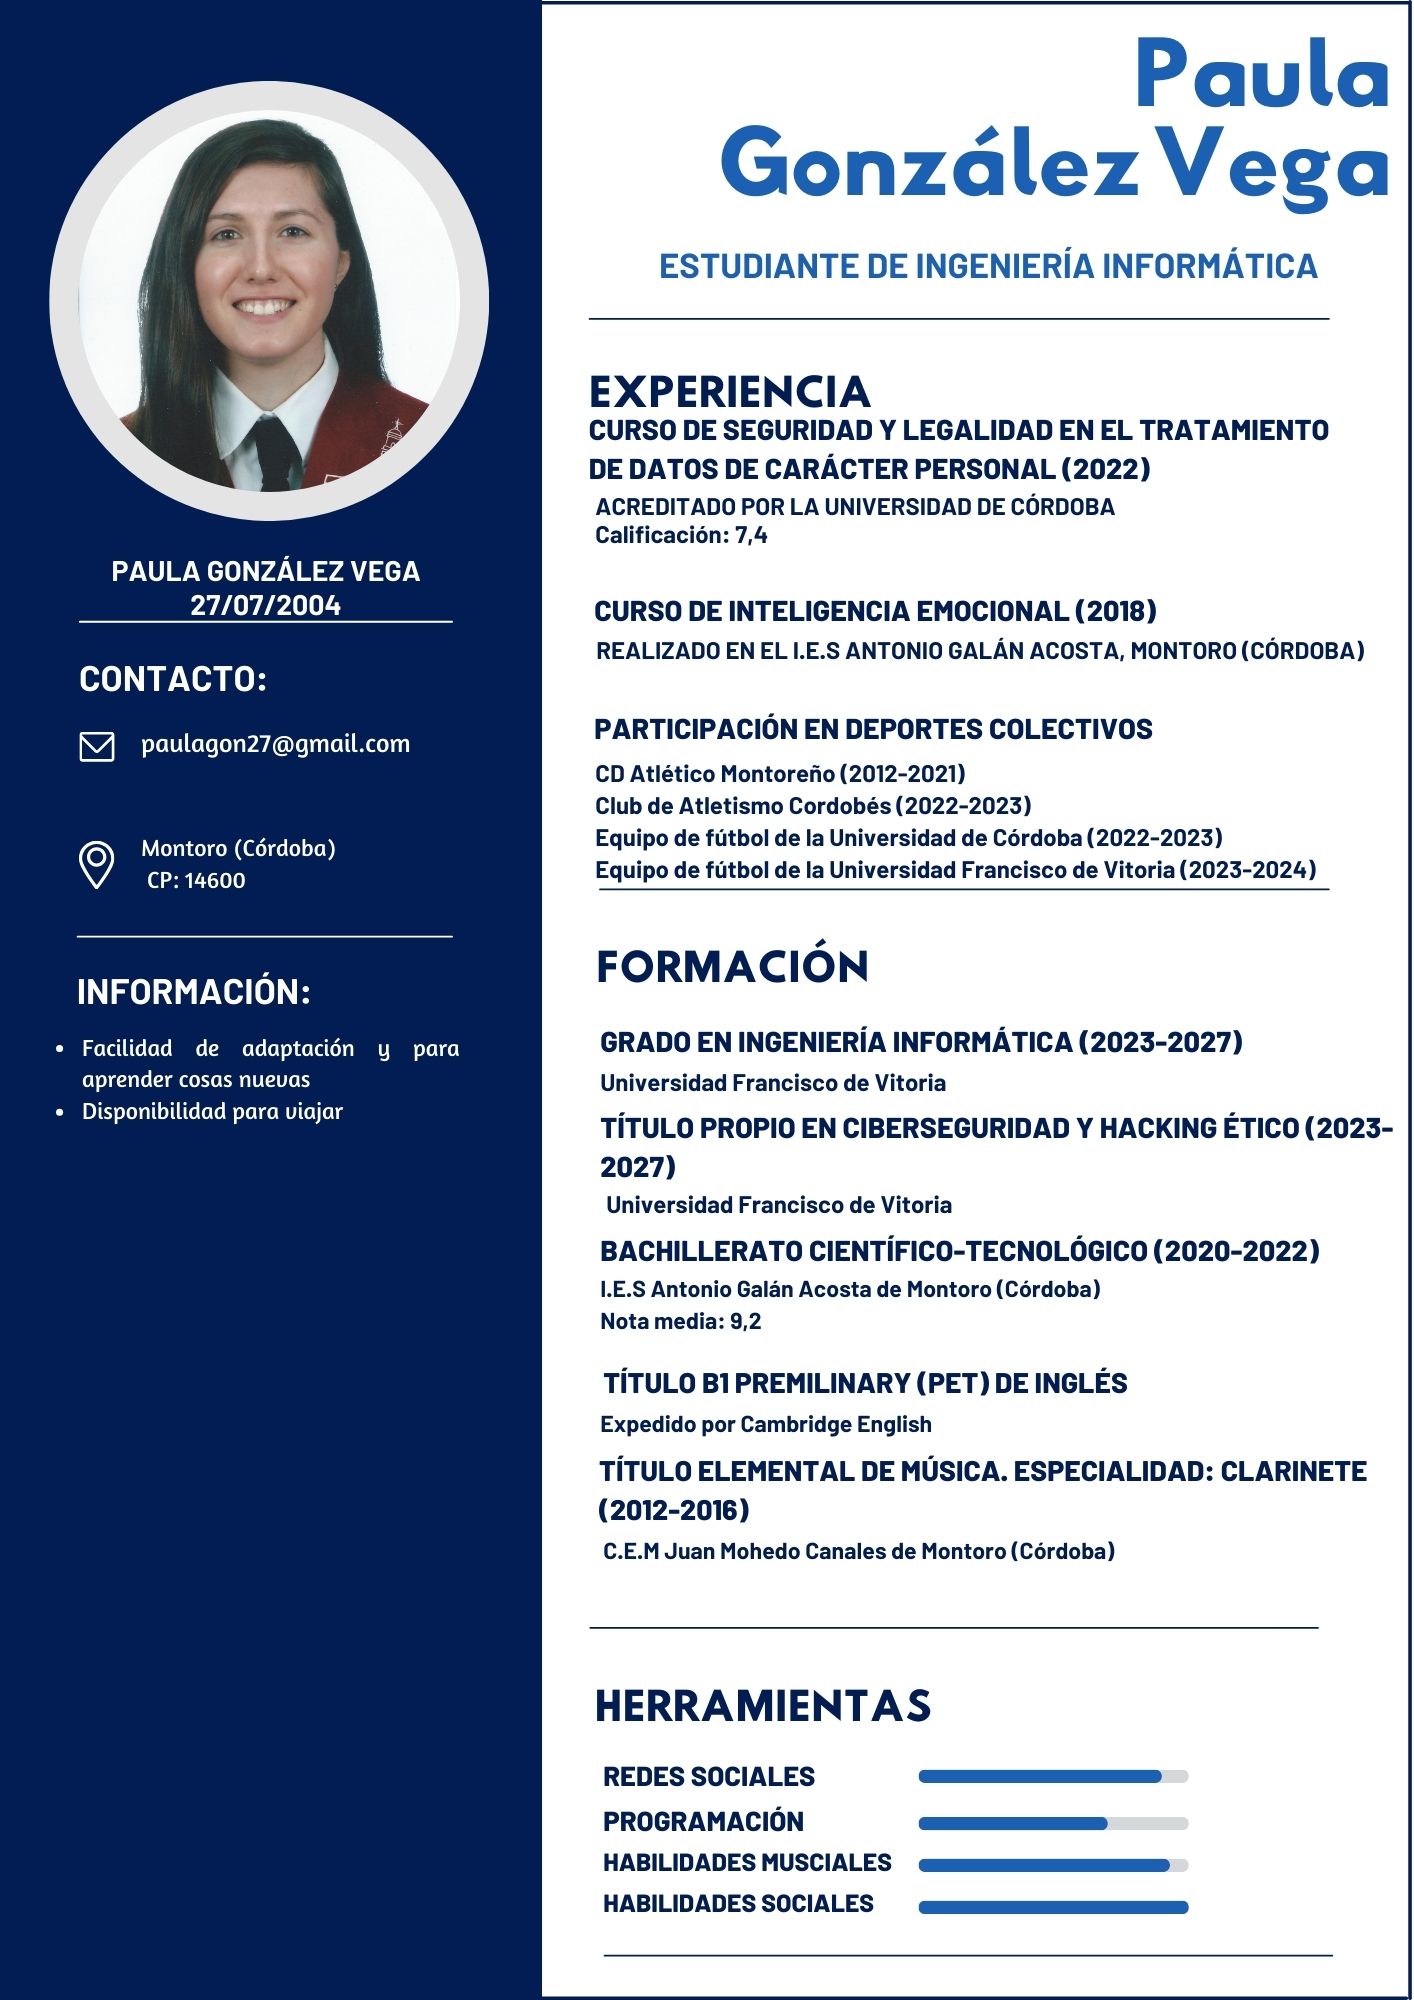 PAULA GONZÁLEZ VEGA
27/07/2004
CONTACTO:
paulagon27@gmail.com
Montoro (Córdoba)
CP: 14600
INFORMACIÓN:
• Facilidad de adaptación y para
aprender cosas nuevas
• Disponibilidad para viajar
Paula
González Vega
ESTUDIANTE DE INGENIERÍA INFORMÁTICA
EXPERIENCIA
CURSO DE SEGURIDAD Y LEGALIDAD EN EL TRATAMIENTO
DE DATOS DE CARÁCTER PERSONAL (2022)
ACREDITADO POR LA UNIVERSIDAD DE CÓRDOBA
Calificación: 7,4
CURSO DE INTELIGENCIA EMOCIONAL (2018)
REALIZADO EN EL I.E.S ANTONIO GALÁN ACOSTA, MONTORO (CÓRDOBA)
PARTICIPACIÓN EN DEPORTES COLECTIVOS
CD Atlético Montoreño (2012-2021)
Club de Atletismo Cordobés (2022-2023)
Equipo de fútbol de la Universidad de Córdoba (2022-2023)
Equipo de fútbol de la Universidad Francisco de Vitoria (2023-2024)
FORMACIÓN
GRADO EN INGENIERÍA INFORMÁTICA (2023-2027)
Universidad Francisco de Vitoria
TÍTULO PROPIO EN CIBERSEGURIDAD Y HACKING ÉTICO (2023-
2027)
Universidad Francisco de Vitoria
BACHILLERATO CIENTÍFICO-TECNOLÓGICO (2020-2022)
I.E.S Antonio Galán Acosta de Montoro (Córdoba)
Nota media: 9,2
TÍTULO B1 PREMILINARY (PET) DE INGLÉS
Expedido por Cambridge English
TÍTULO ELEMENTAL DE MÚSICA. ESPECIALIDAD: CLARINETE
(2012-2016)
C.E.M Juan Mohedo Canales de Montoro (Córdoba)
HERRAMIENTAS
REDES SOCIALES
PROGRAMACIÓN
HABILIDADES MUSCIALES
HABILIDADES SOCIALES